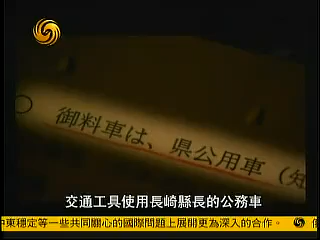 御料車は、県公用車（知
交通工具使用長崎縣長的公務車
中東穩定等一些共同關心的國際問題上展開更為深入的合作。